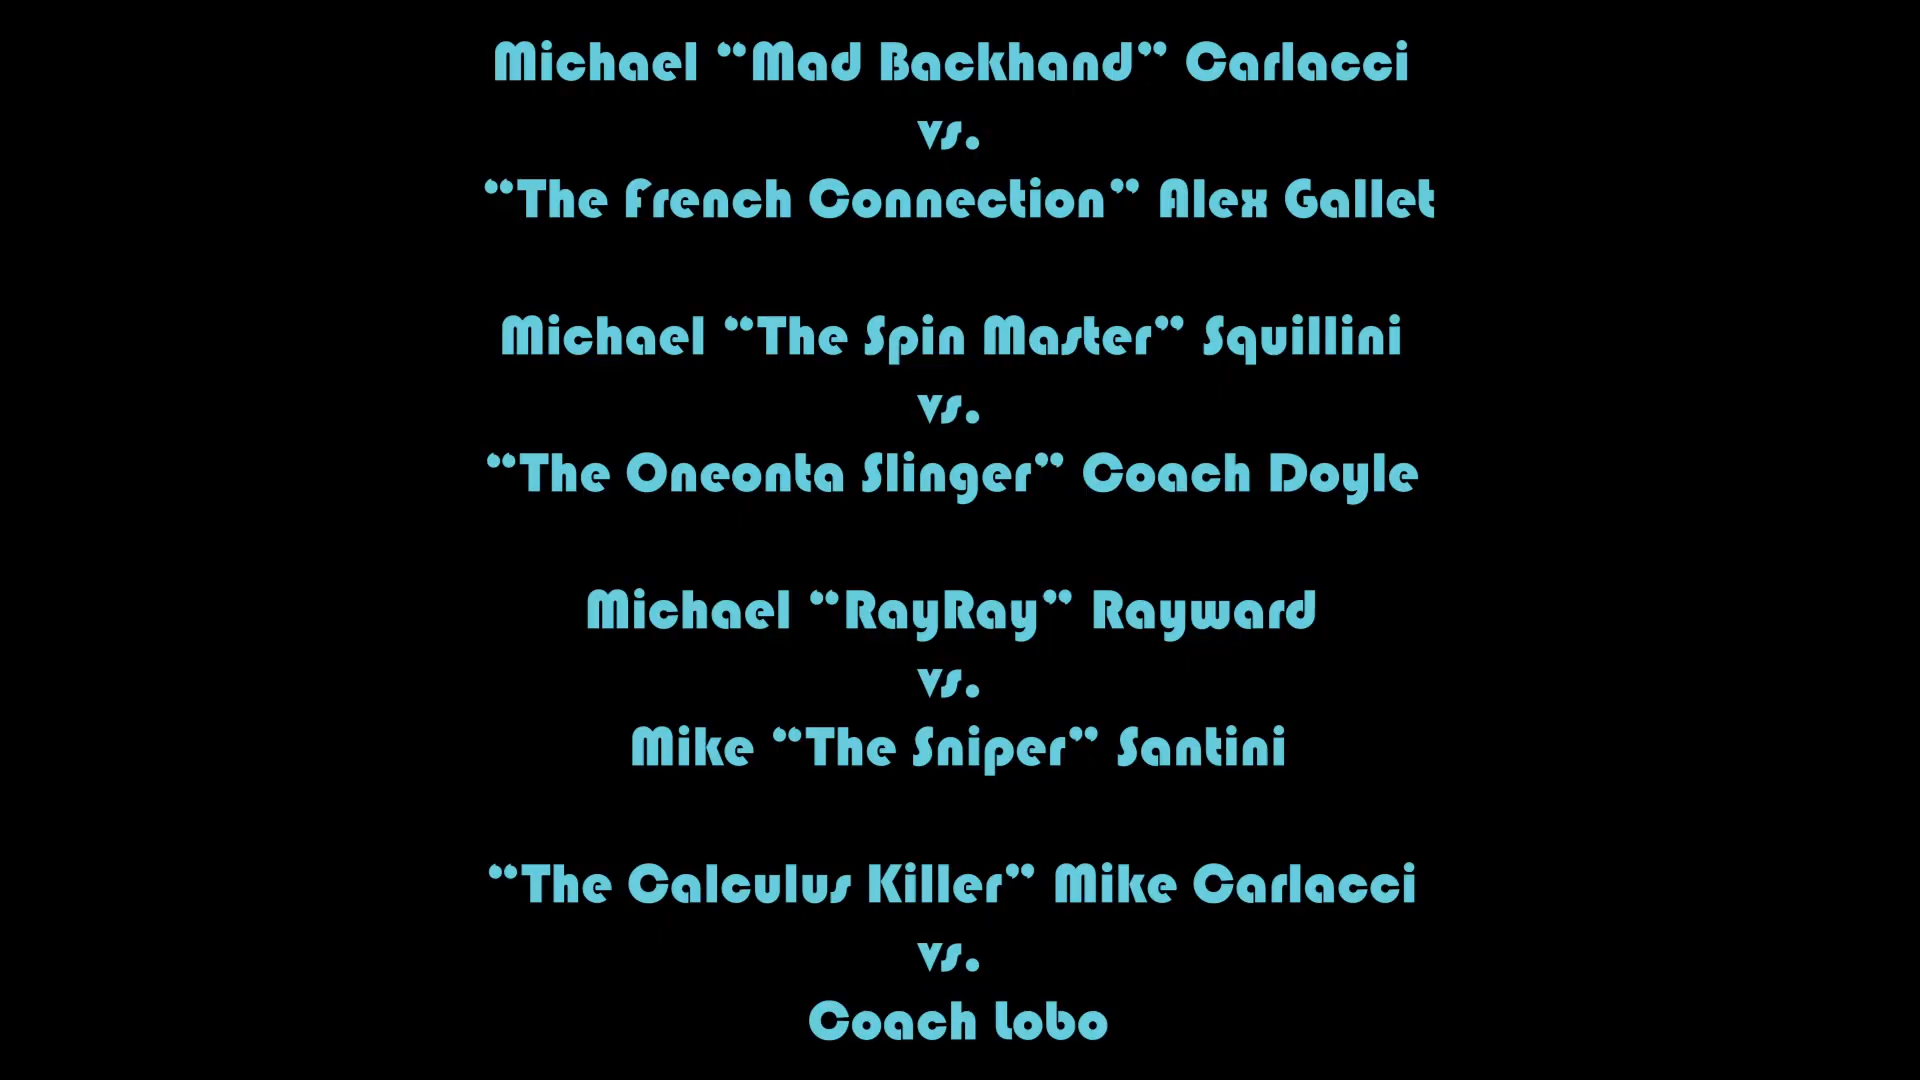 Michael “Mad Backhand” Carlacci
vs.
“The French Connection” Alex Gallet
Michael “The Spin Master” Squillini
vs.
“The Oneonta Slinger” Coach Doyle
Michael “RayRay” Rayward
vs.
Mike “The Sniper” Santini
“The Calculus Killer” Mike Carlacci
vs.
Coach Lobo